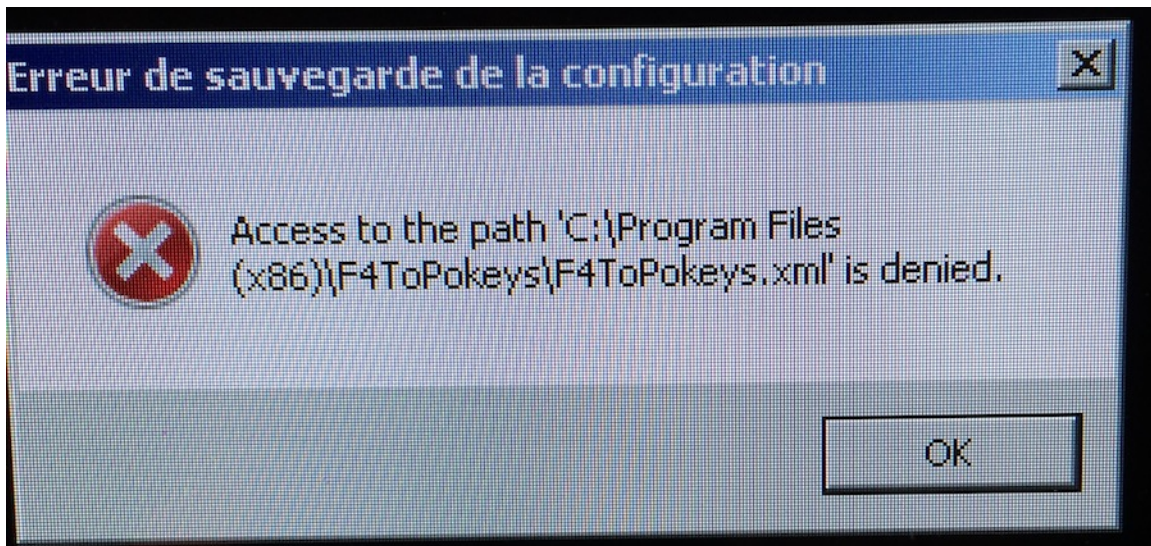 Erreur de sauvegarde de la configuration
Access to the path 'C:\Program Files
(x86)\F4ToPokeys\F4ToPokeys.xml' is denied.
OK